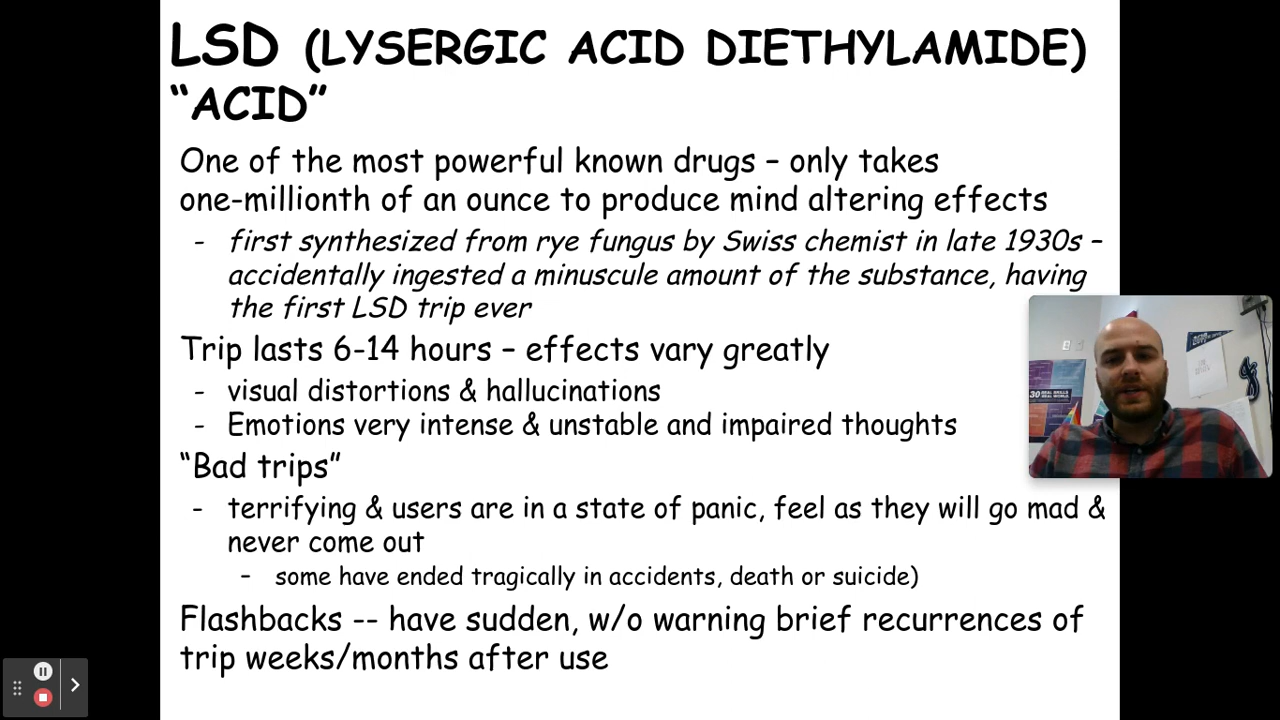 LSD (LYSERGIC ACID DIETHYLAMIDE)
“ACID”
One of the most powerful known drugs – only takes
one-millionth of an ounce to produce mind altering effects
- first synthesized from rye fungus by Swiss chemist in late 1930s –
accidentally ingested a minuscule amount of the substance, having
the first LSD trip ever
Trip lasts 6-14 hours – effects vary greatly
- visual distortions & hallucinations
- Emotions very intense & unstable and impaired thoughts
“Bad trips”
- terrifying & users are in a state of panic, feel as they will go mad &
never come out
- some have ended tragically in accidents, death or suicide)
Flashbacks -- have sudden, w/o warning brief recurrences of
trip weeks/months after use